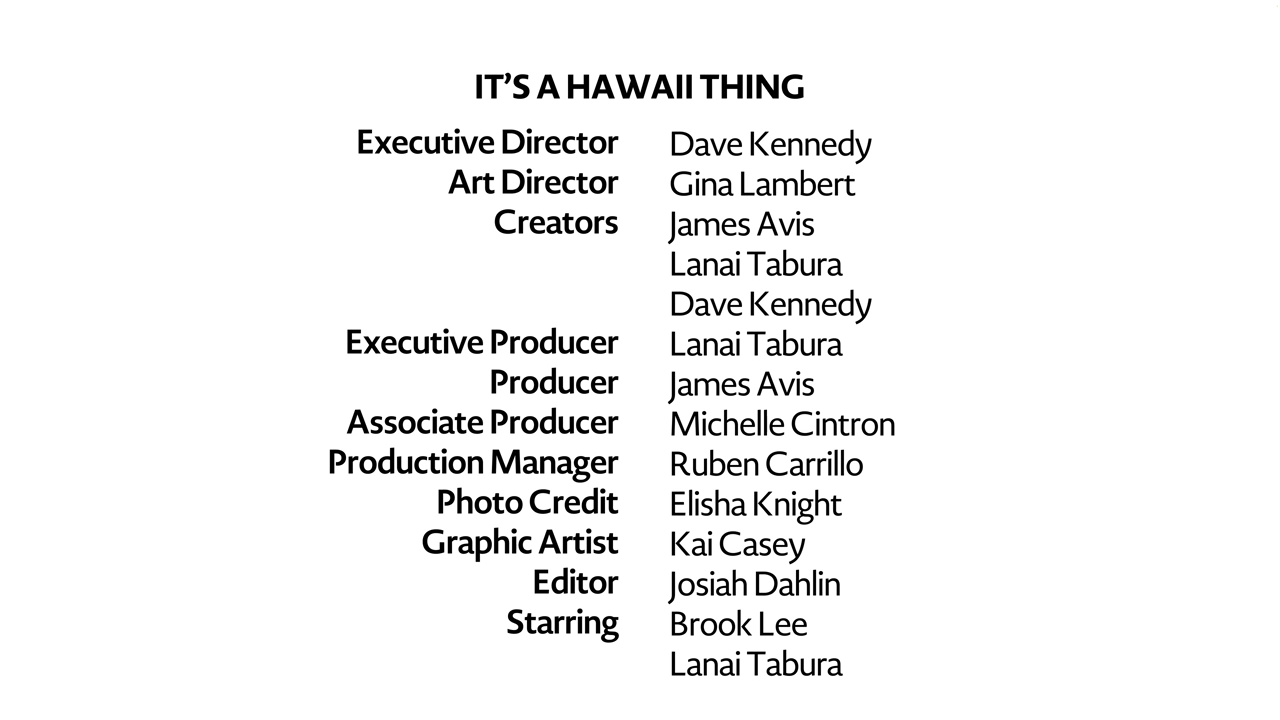 IT'S A HAWAII THING
Executive Director Dave Kennedy
Art Director Gina Lambert
Creators James Avis
Lanai Tabura
Dave Kennedy
Executive Producer Lanai Tabura
Producer James Avis
Associate Producer Michelle Cintron
Production Manager Ruben Carrillo
Photo Credit Elisha Knight
Graphic Artist Kai Casey
Editor Josiah Dahlin
Starring Brook Lee
Lanai Tabura